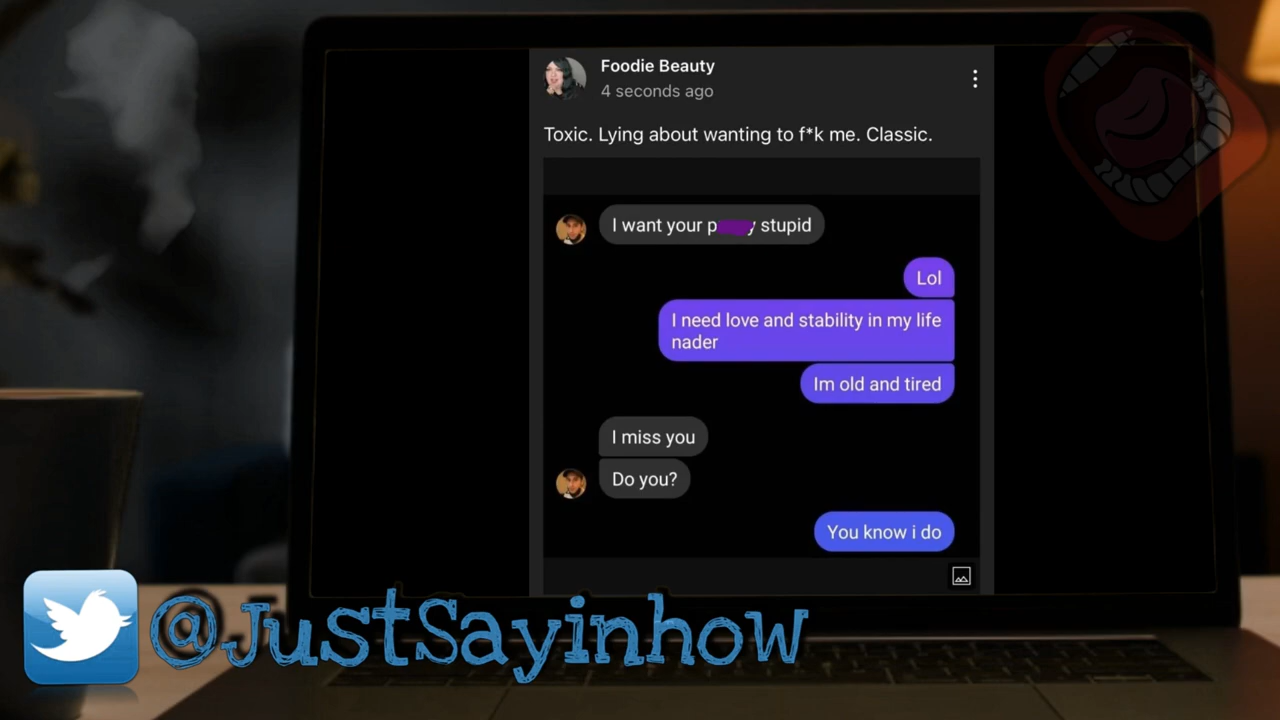 Foodie Beauty
4 seconds ago
Toxic. Lying about wanting to f*k me. Classic.
I want your p y stupid
Lol
I need love and stability in my life
nader
Im old and tired
I miss you
Do you?
You know i do
@JustSayinhow